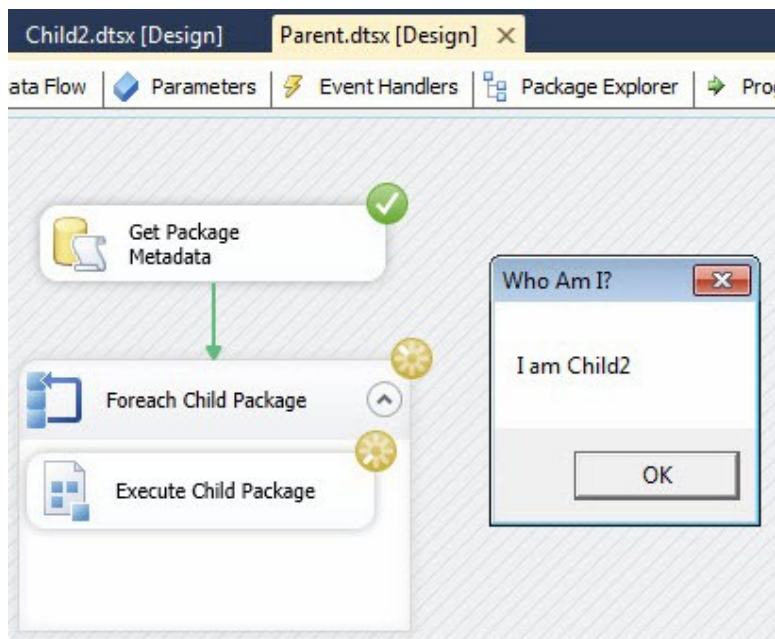 Child2.dtsx [Design] Parent.dtsx [Design]
ata Flow Parameters Event Handlers Package Explorer Pro
Get Package
Metadata
Who Am I?
I am Child2
Foreach Child Package
OK
Execute Child Package